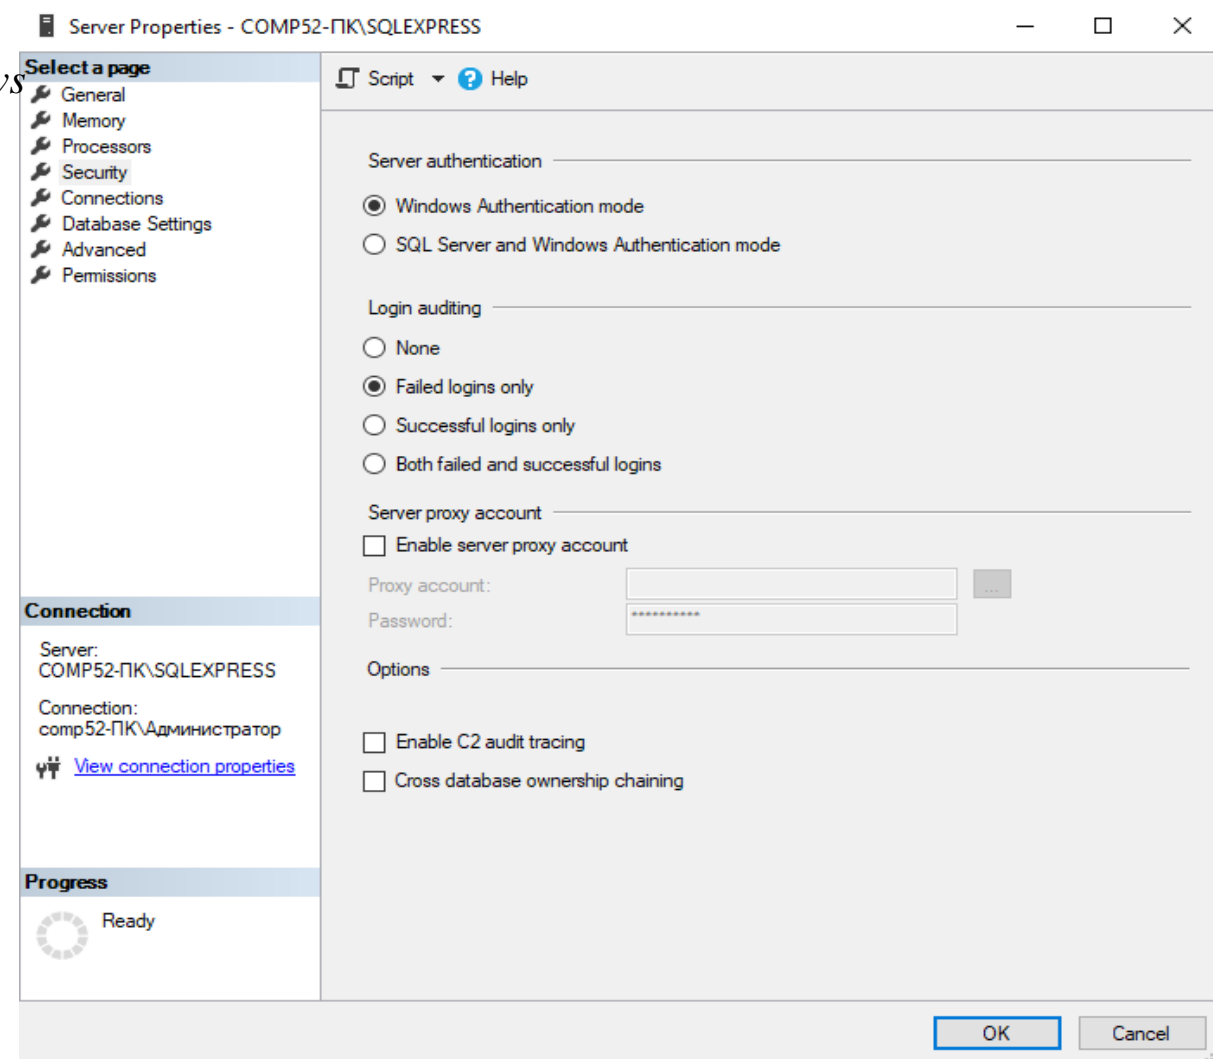 Server Properties - COMP52-ПК\SQLEXPRESS
Select a page
General
Memory
Processors
Security
Connections
Database Settings
Advanced
Permissions
Script
Help
Server authentication
Windows Authentication mode
SQL Server and Windows Authentication mode
Login auditing
None
Failed logins only
Successful logins only
Both failed and successful logins
Server proxy account
Enable server proxy account
Proxy account:
...
Password:
**********
Options
Enable C2 audit tracing
Cross database ownership chaining
Connection
Server:
COMP52-ПК\SQLEXPRESS
Connection:
comp52-ПК\Администратор
View connection properties
Progress
Ready
OK
Cancel